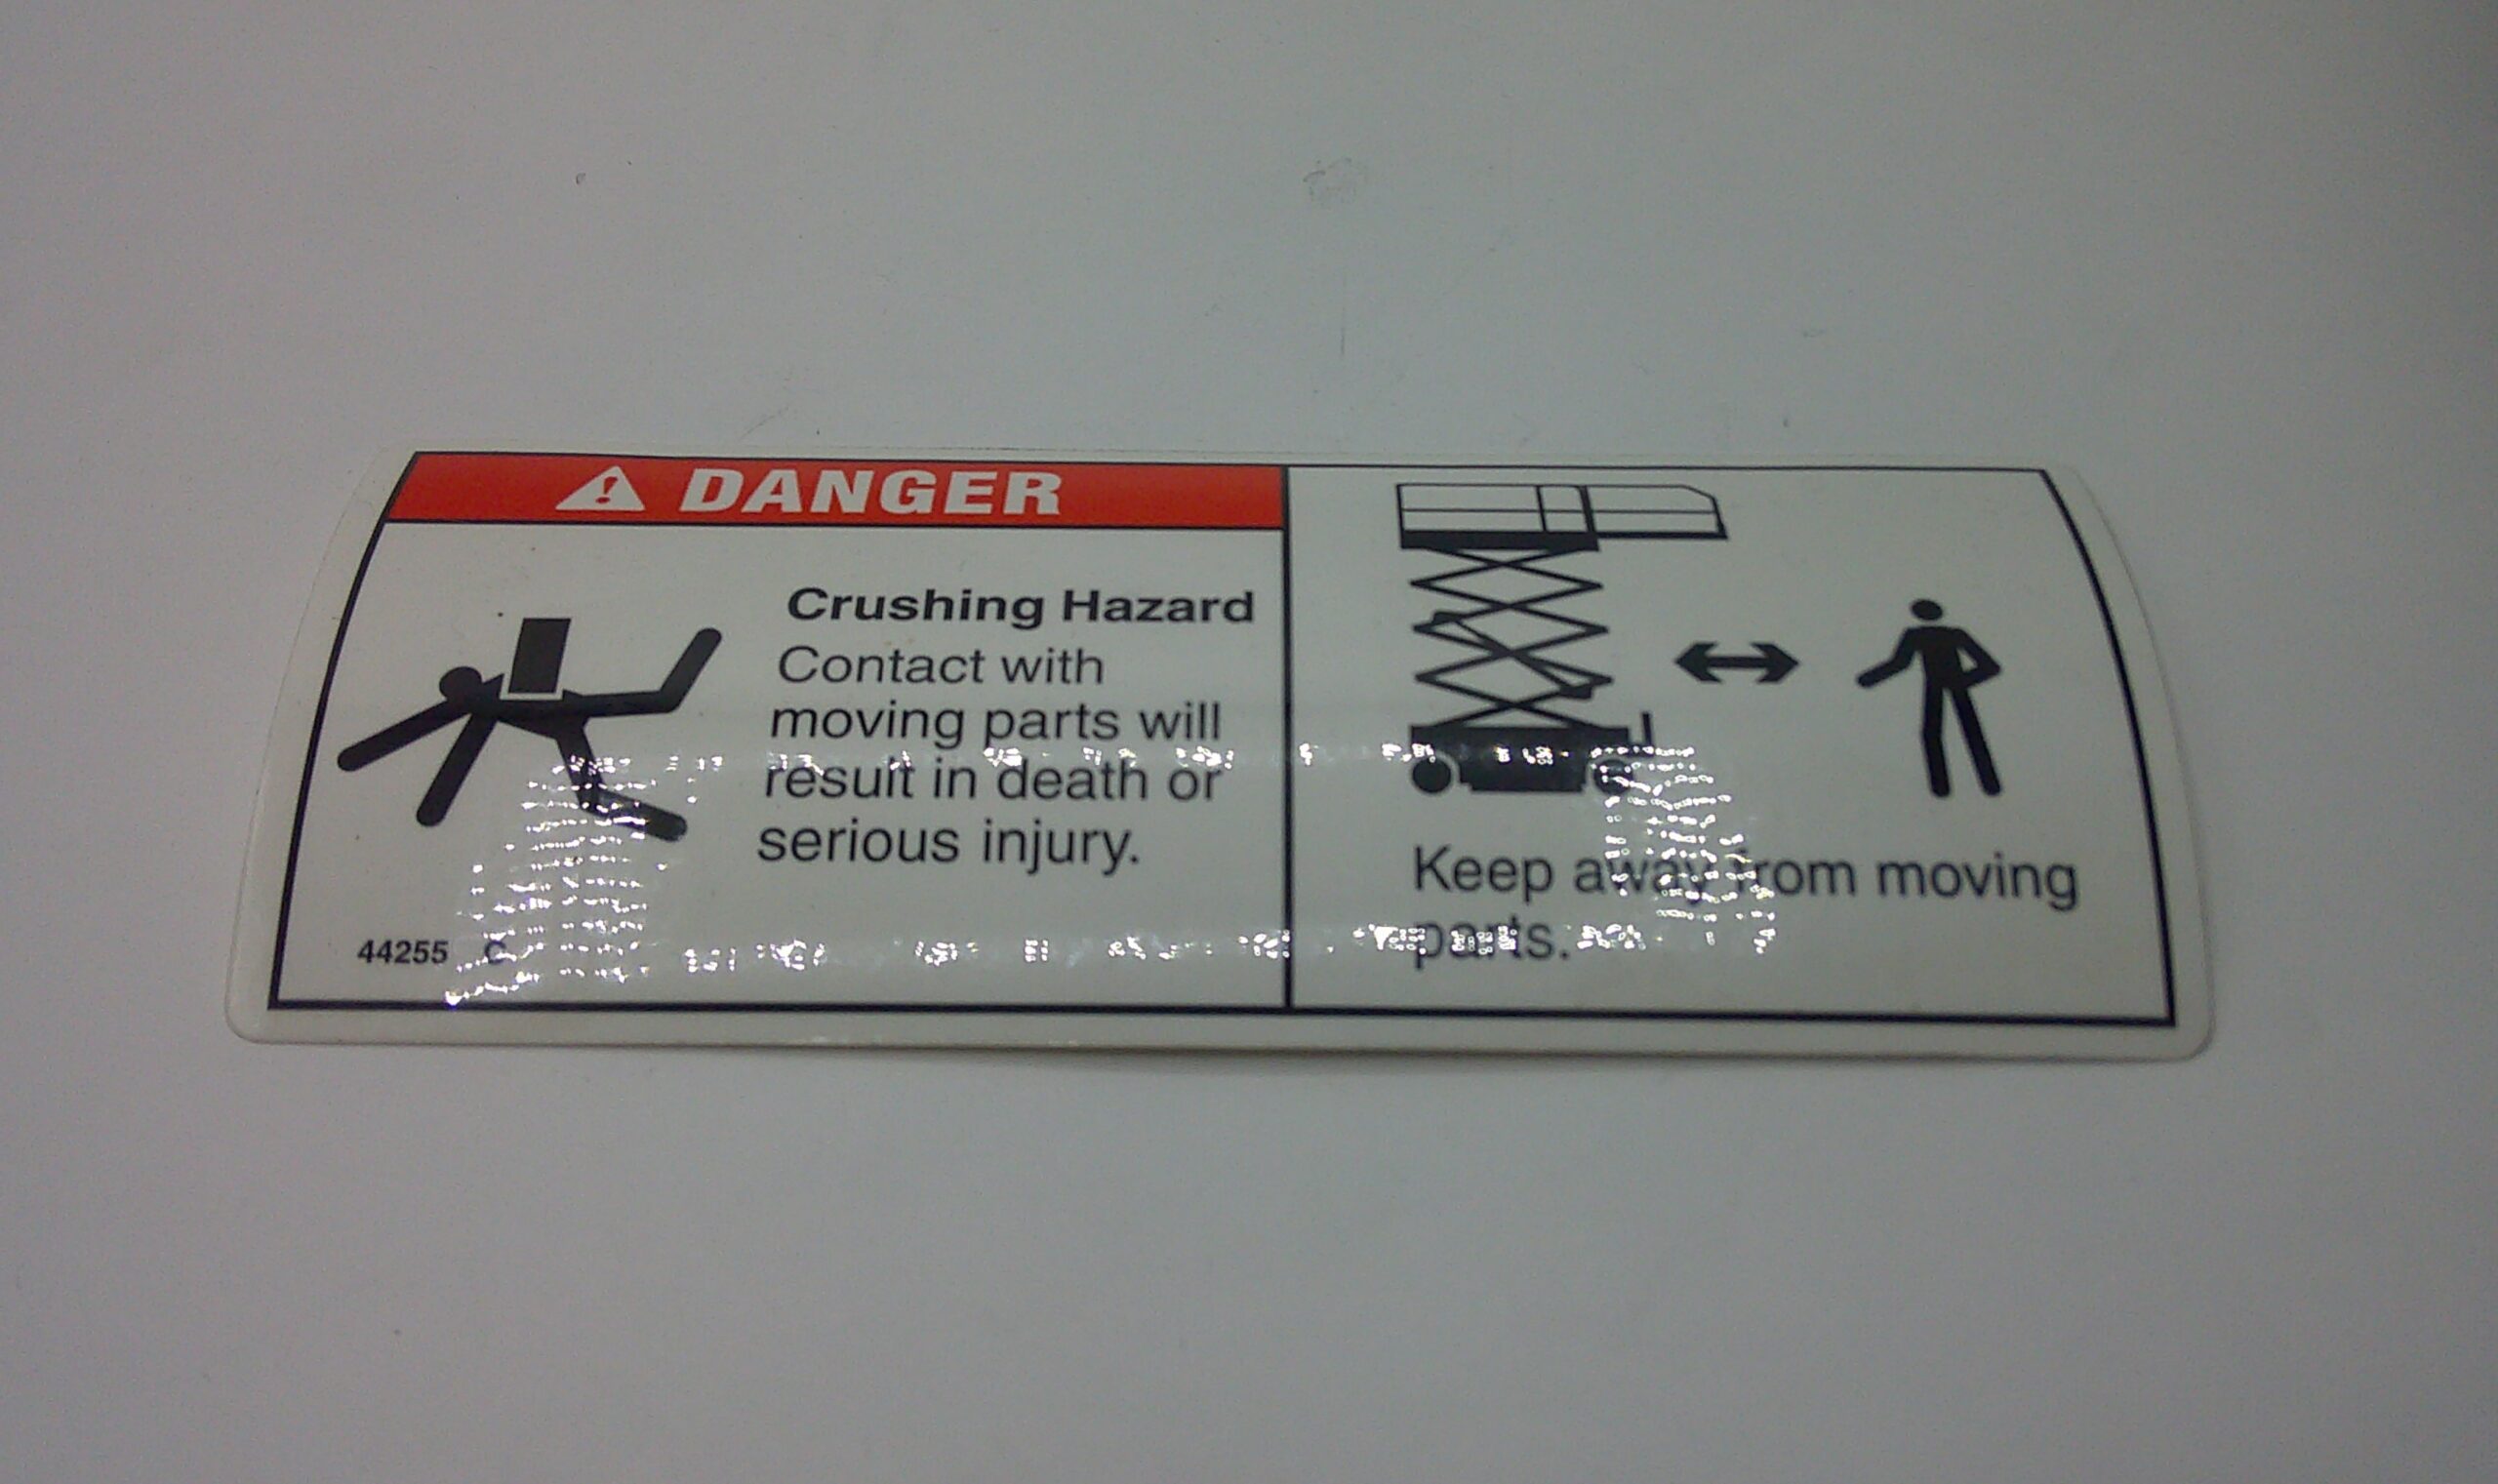 DANGER
Crushing Hazard
Contact with
moving parts will
result in death or
serious injury.
44255 C
Keep away from moving
parts.